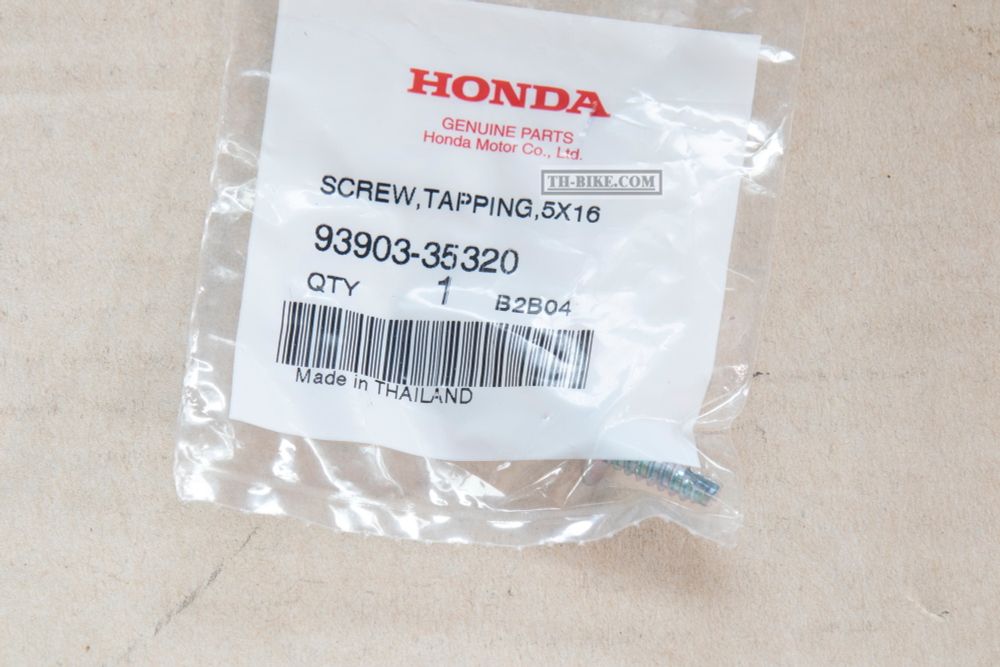 HONDA
GENUINE PARTS
Honda Motor Co., Ltd.
TH-BIKE.COM
SCREW,TAPPING,5X16
93903-35320
QTY 1 B2B04
Made in THAILAND